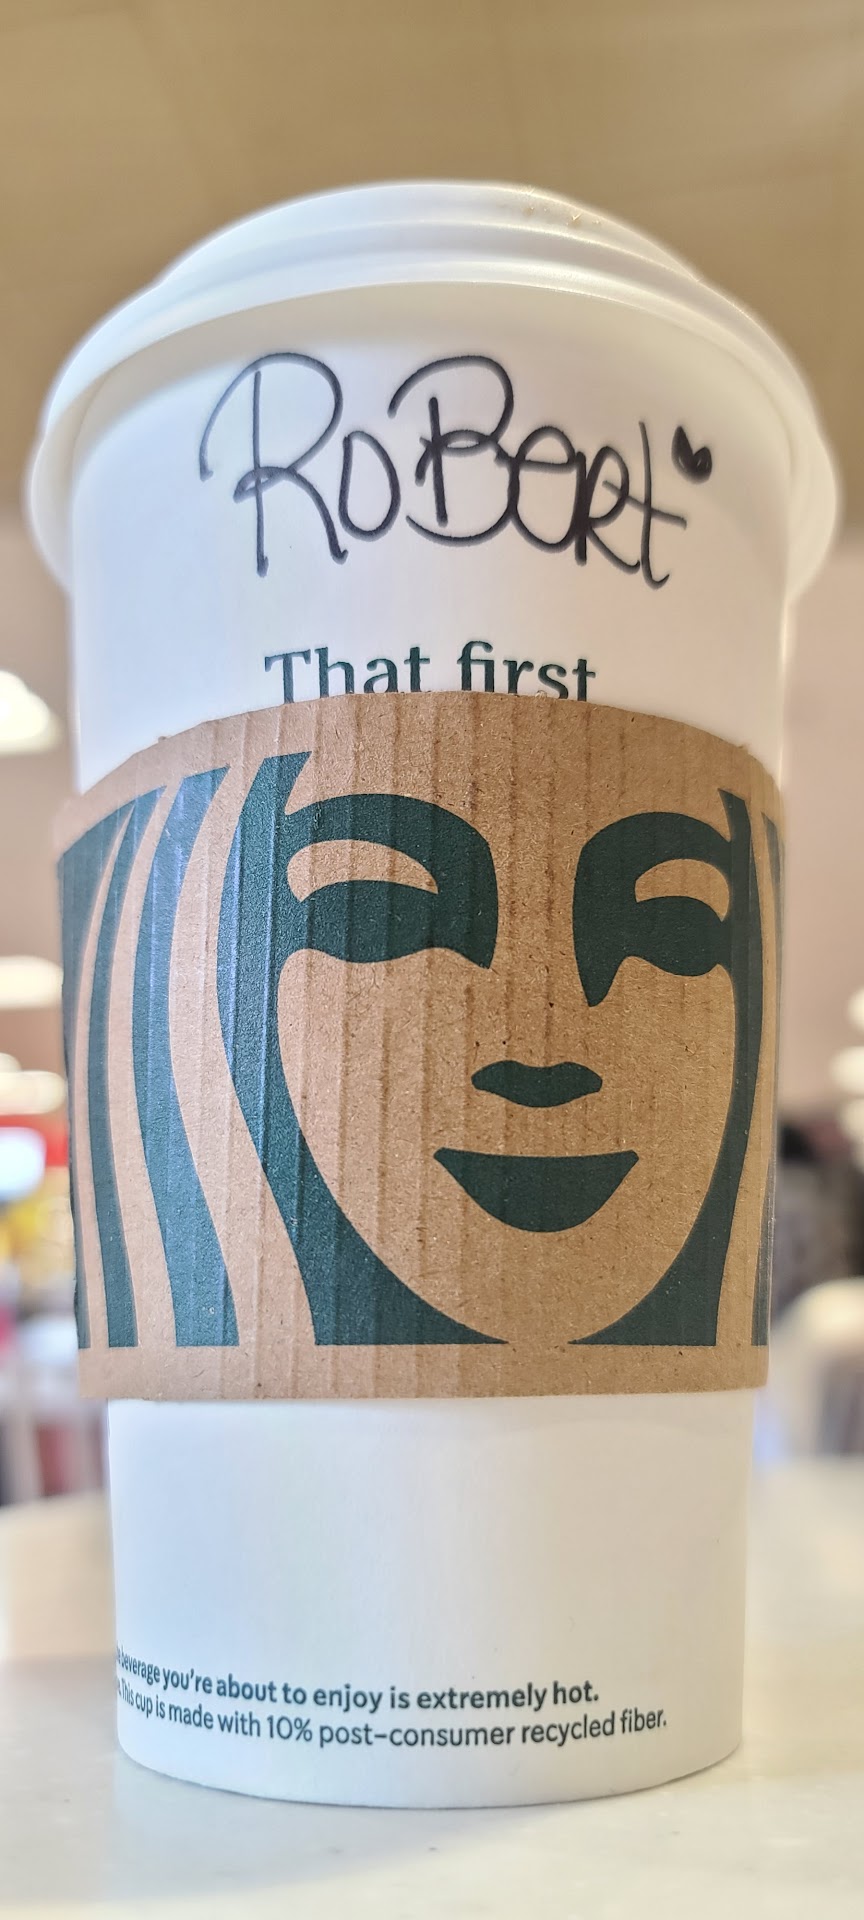 RoBert
That first
beverage you're about to enjoy is extremely hot.
This cup is made with 10% post-consumer recycled fiber.